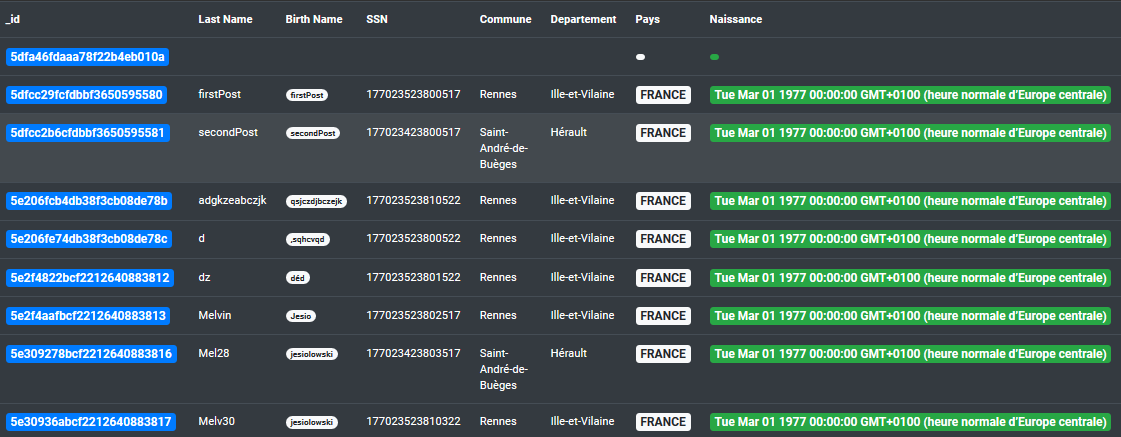 _id Last Name Birth Name SSN Commune Departement Pays Naissance
5dfa46fdaaa78f22b4eb010a
5dfcc29fcfdbbf3650595580 firstPost firstPost 177023523800517 Rennes Ille-et-Vilaine FRANCE Tue Mar 01 1977 00:00:00 GMT+0100 (heure normale d’Europe centrale)
5dfcc2b6cfdbbf3650595581 secondPost secondPost 177023423800517 Saint- Hérault FRANCE Tue Mar 01 1977 00:00:00 GMT+0100 (heure normale d’Europe centrale)
André-de-
Buèges
5e206fcb4db38f3cb08de78b adgkzeabczjk qsjczdjbczejk 177023523810522 Rennes Ille-et-Vilaine FRANCE Tue Mar 01 1977 00:00:00 GMT+0100 (heure normale d’Europe centrale)
5e206fe74db38f3cb08de78c d ,sqhcvqd 177023523800522 Rennes Ille-et-Vilaine FRANCE Tue Mar 01 1977 00:00:00 GMT+0100 (heure normale d’Europe centrale)
5e2f4822bcf2212640883812 dz déd 177023523801522 Rennes Ille-et-Vilaine FRANCE Tue Mar 01 1977 00:00:00 GMT+0100 (heure normale d’Europe centrale)
5e2f4aafbcf2212640883813 Melvin Jesio 177023523802517 Rennes Ille-et-Vilaine FRANCE Tue Mar 01 1977 00:00:00 GMT+0100 (heure normale d’Europe centrale)
5e309278bcf2212640883816 Mel28 jesiolowski 177023423803517 Saint- Hérault FRANCE Tue Mar 01 1977 00:00:00 GMT+0100 (heure normale d’Europe centrale)
André-de-
Buèges
5e30936abcf2212640883817 Melv30 jesiolowski 177023523810322 Rennes Ille-et-Vilaine FRANCE Tue Mar 01 1977 00:00:00 GMT+0100 (heure normale d’Europe centrale)